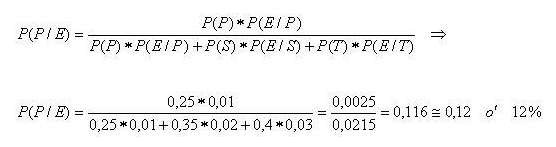 P(P / E) = P(P) * P(E / P) / P(P) * P(E / P) + P(S) * P(E / S) + P(T) * P(E / T) ⇒
P(P / E) = 0,25 * 0,01 / 0,25 * 0,01 + 0,35 * 0,02 + 0,4 * 0,03 = 0,0025 / 0,0215 = 0,116 ≅ 0,12 o' 12%